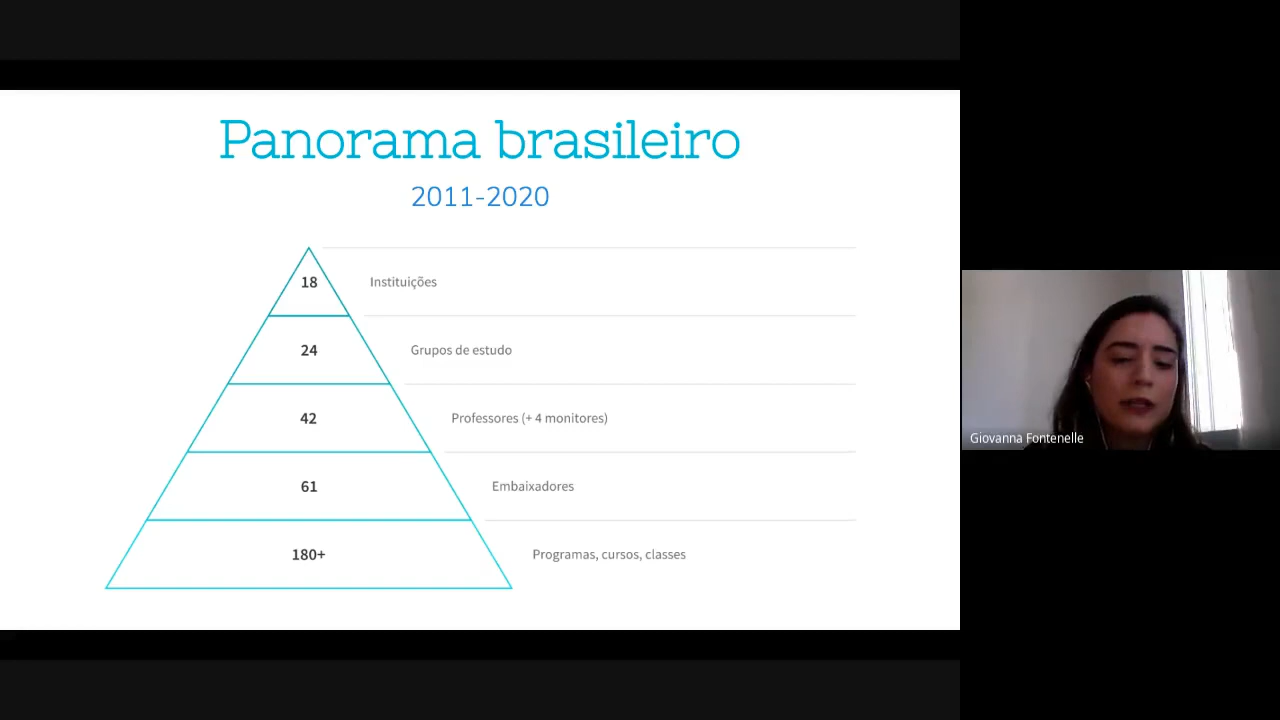 Panorama brasileiro
2011-2020
18 Instituições
24 Grupos de estudo
42 Professores (+ 4 monitores)
61 Embaixadores
180+ Programas, cursos, classes
Giovanna Fontenelle